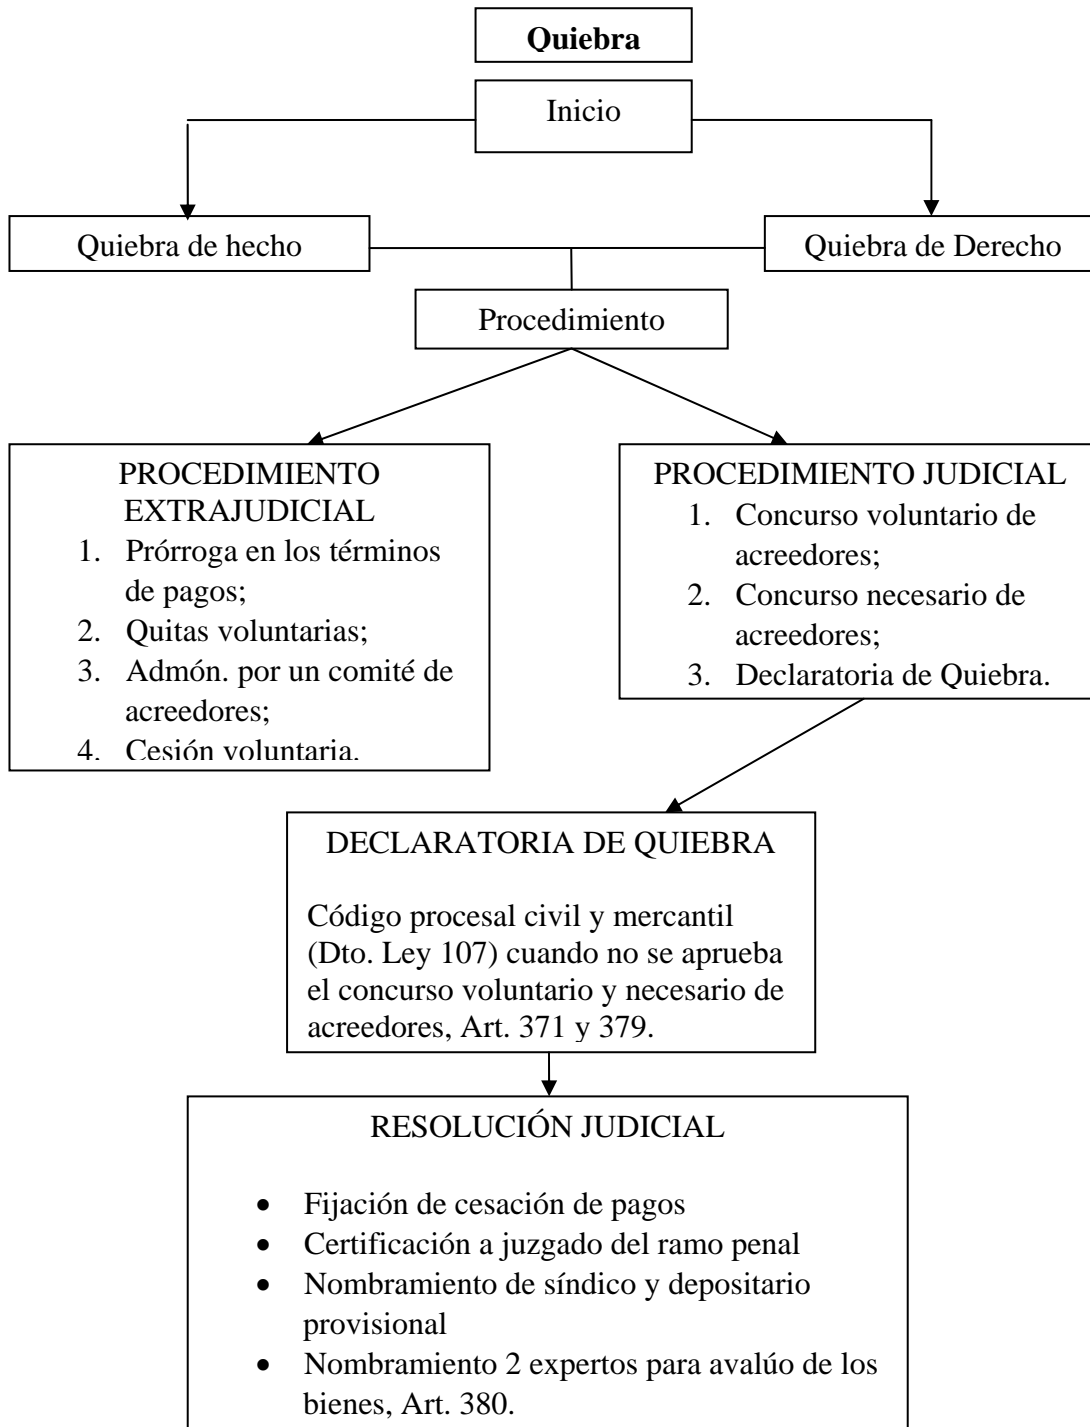 Quiebra
Inicio
Quiebra de hecho
Quiebra de Derecho
Procedimiento
PROCEDIMIENTO
EXTRAJUDICIAL
1. Prórroga en los términos
de pagos;
2. Quitas voluntarias;
3. Admón. por un comité de
acreedores;
4. Cesión voluntaria.
PROCEDIMIENTO JUDICIAL
1. Concurso voluntario de
acreedores;
2. Concurso necesario de
acreedores;
3. Declaratoria de Quiebra.
DECLARATORIA DE QUIEBRA
Código procesal civil y mercantil
(Dto. Ley 107) cuando no se aprueba
el concurso voluntario y necesario de
acreedores, Art. 371 y 379.
RESOLUCIÓN JUDICIAL
• Fijación de cesación de pagos
• Certificación a juzgado del ramo penal
• Nombramiento de síndico y depositario
provisional
• Nombramiento 2 expertos para avalúo de los
bienes, Art. 380.